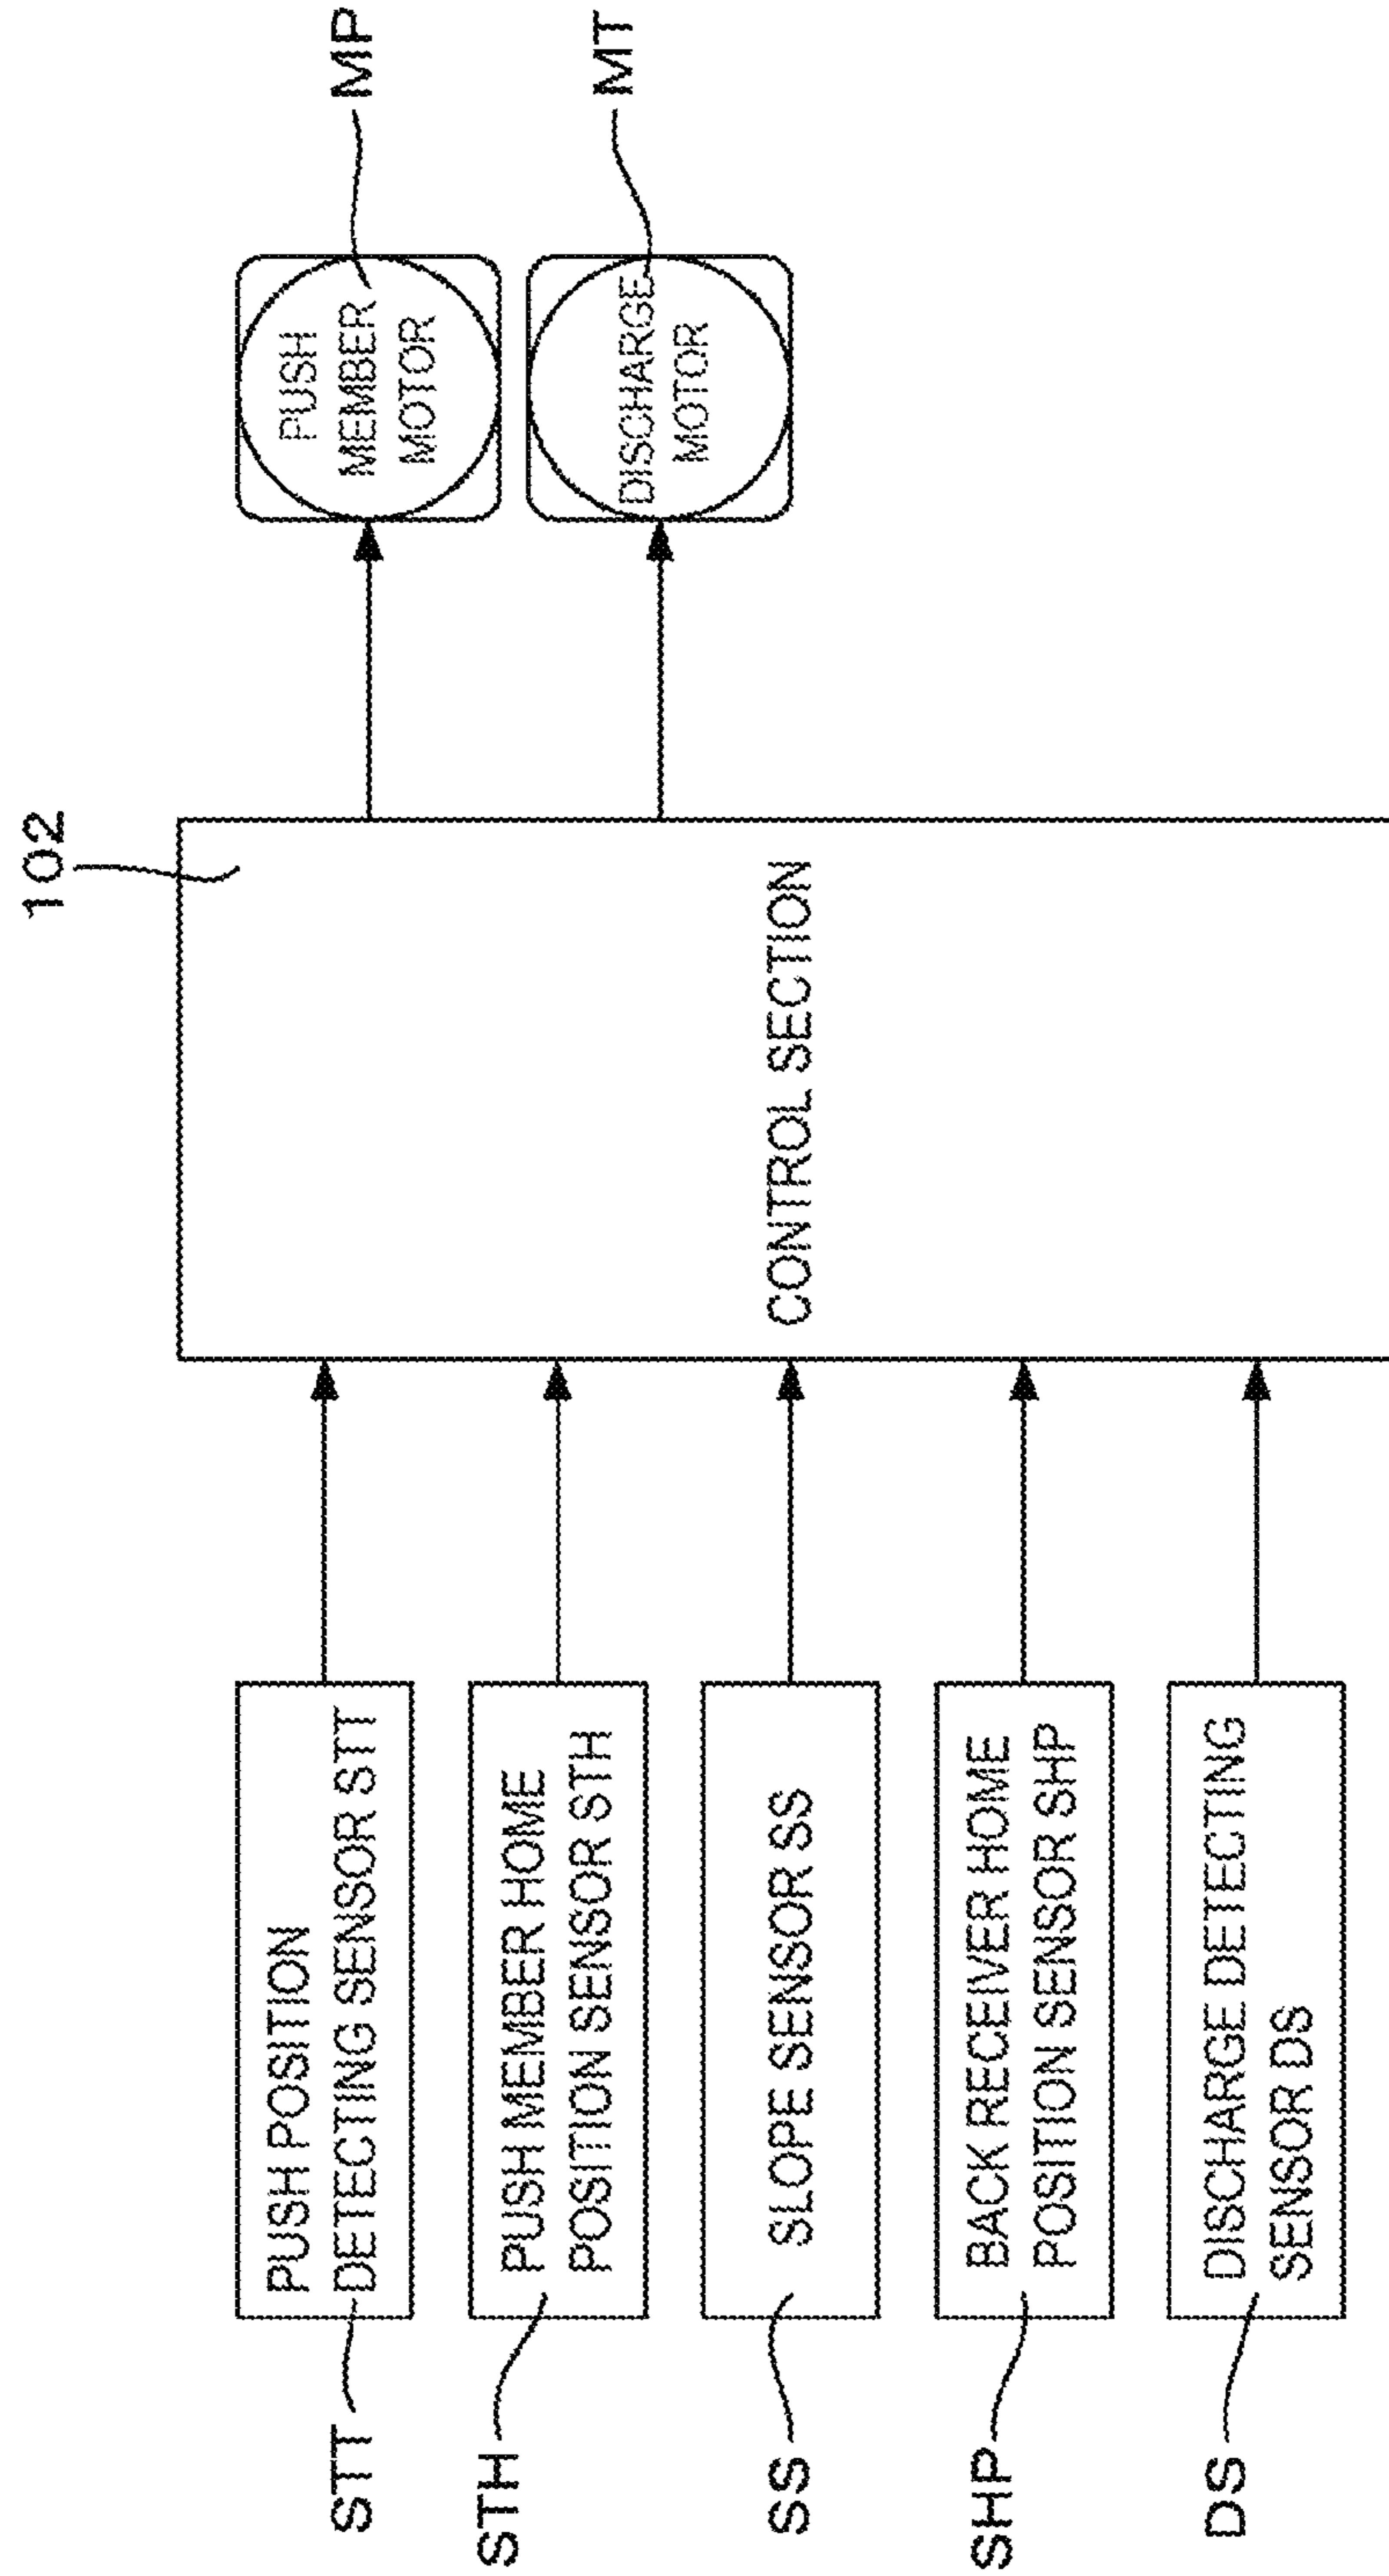 102
STT
PUSH POSITION
DETECTING SENSOR STT
STH
PUSH MEMBER HOME
POSITION SENSOR STH
SS
SLOPE SENSOR SS
SHP
BACK RECEIVER HOME
POSITION SENSOR SHP
DS
DISCHARGE DETECTING
SENSOR DS
CONTROL SECTION
PUSH
MEMBER
MOTOR
MP
DISCHARGE
MOTOR
MT